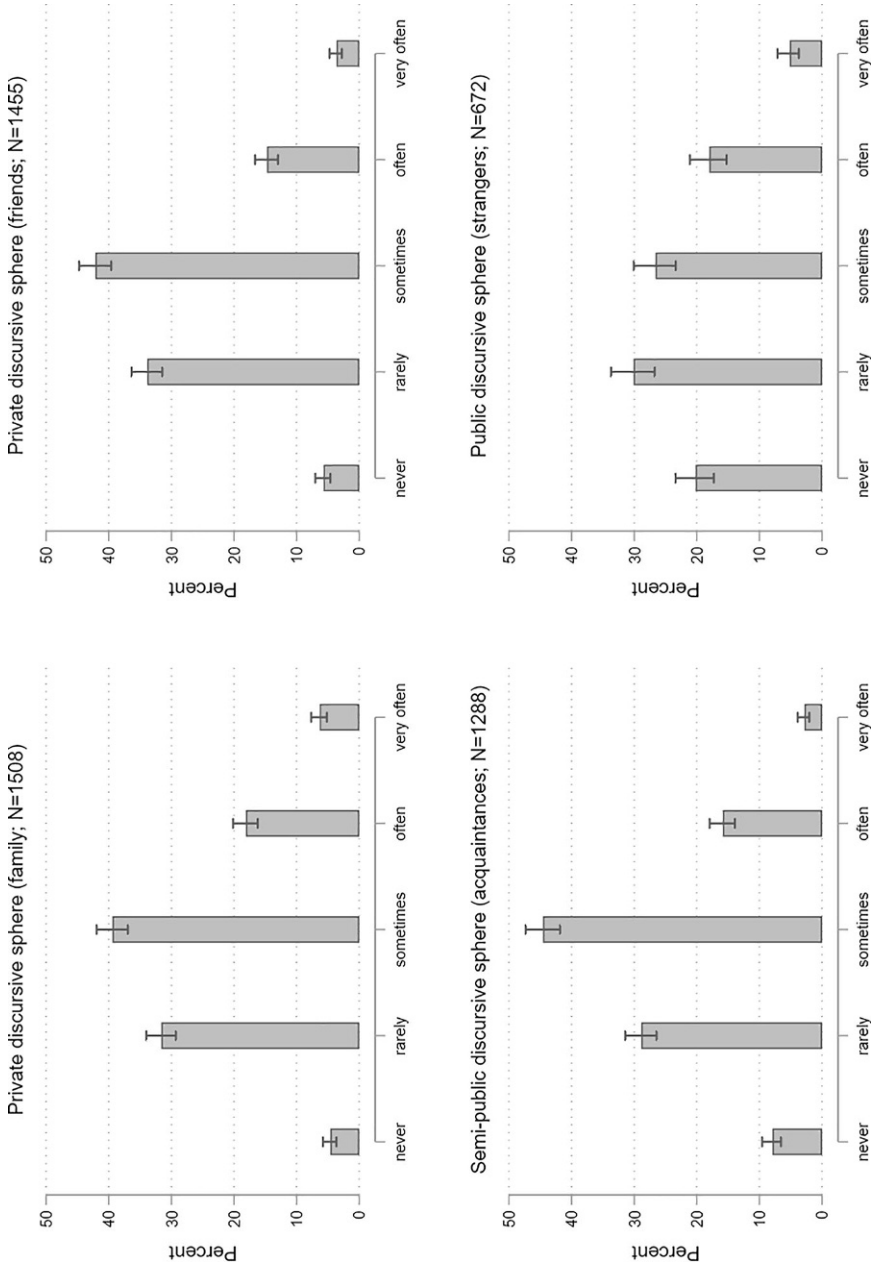 Private discursive sphere (family; N=1508)
50
40
30
20
10
0
Percent
never rarely sometimes often very often
Private discursive sphere (friends; N=1455)
50
40
30
20
10
0
Percent
never rarely sometimes often very often
Semi-public discursive sphere (acquaintances; N=1288)
50
40
30
20
10
0
Percent
never rarely sometimes often very often
Public discursive sphere (strangers; N=672)
50
40
30
20
10
0
Percent
never rarely sometimes often very often